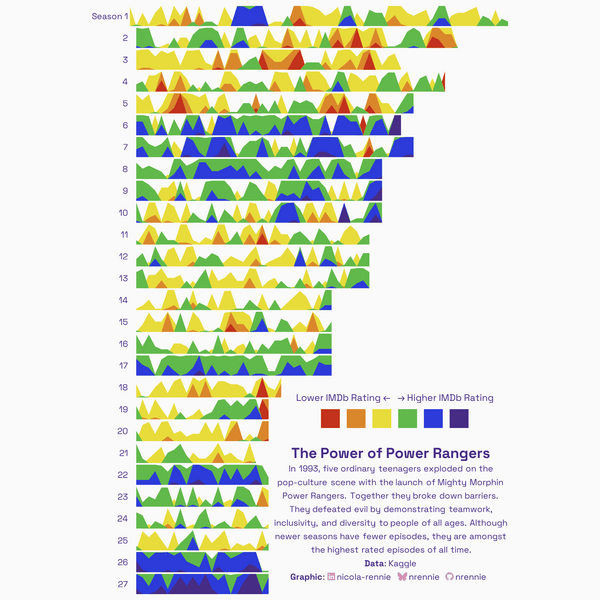 Season 1
2
3
4
5
6
7
8
9
10
11
12
13
14
15
16
17
18
19
20
21
22
23
24
25
26
27
Lower IMDb Rating ← → Higher IMDb Rating
The Power of Power Rangers
In 1993, five ordinary teenagers exploded on the
pop-culture scene with the launch of Mighty Morphin
Power Rangers. Together they broke down barriers.
They defeated evil by demonstrating teamwork,
inclusivity, and diversity to people of all ages. Although
newer seasons have fewer episodes, they are amongst
the highest rated episodes of all time.
Data: Kaggle
Graphic: nicola-rennie nrennie nrennie